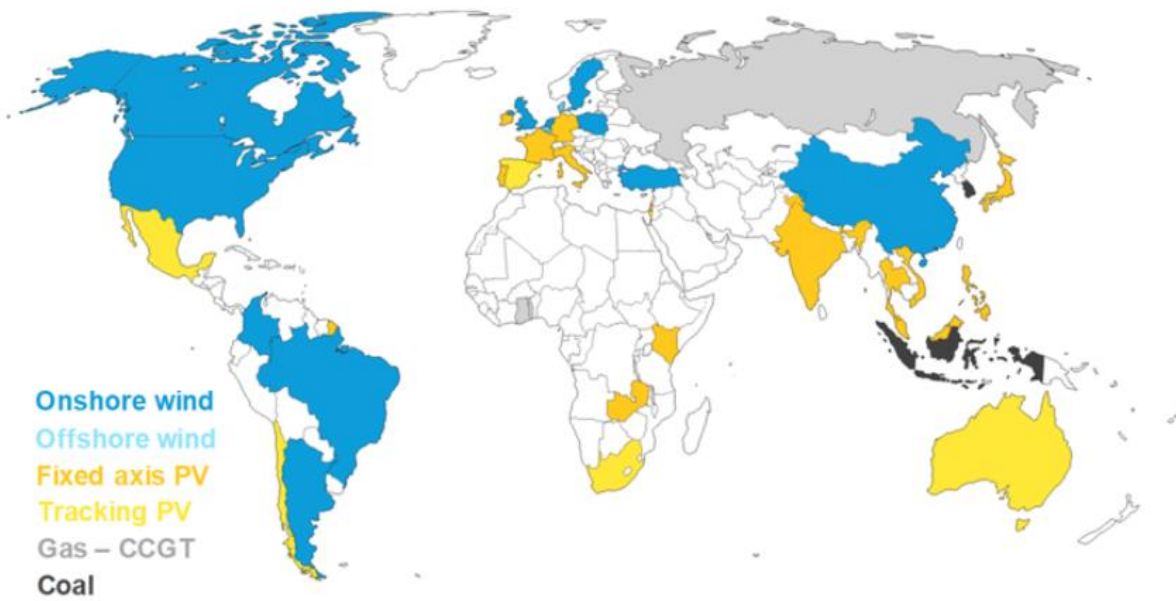 Onshore wind
Offshore wind
Fixed axis PV
Tracking PV
Gas – CCGT
Coal